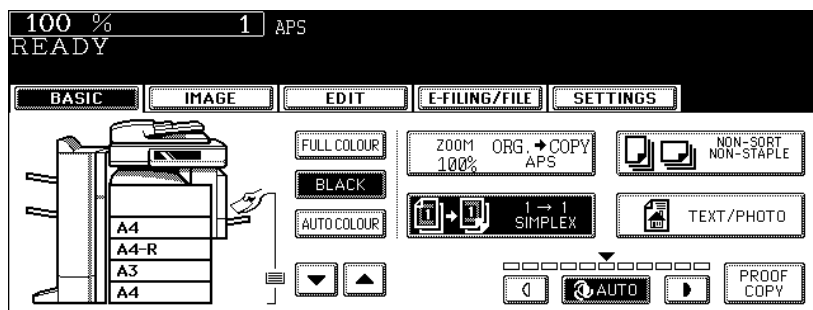 100 % 1 APS
READY
BASIC IMAGE EDIT E-FILING/FILE SETTINGS
FULL COLOUR
BLACK
AUTO COLOUR
ZOOM ORG.➔COPY
100% APS
NON-SORT
NON-STAPLE
1 → 1
SIMPLEX
TEXT/PHOTO
A4
A4-R
A3
A4
AUTO
PROOF
COPY